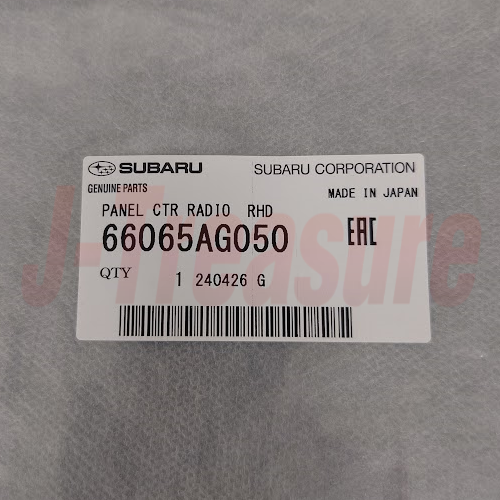 SUBARU SUBARU CORPORATION
GENUINE PARTS MADE IN JAPAN
PANEL CTR RADIO RHD
66065AG050 EAC
QTY 1 240426 G
J-Treasure